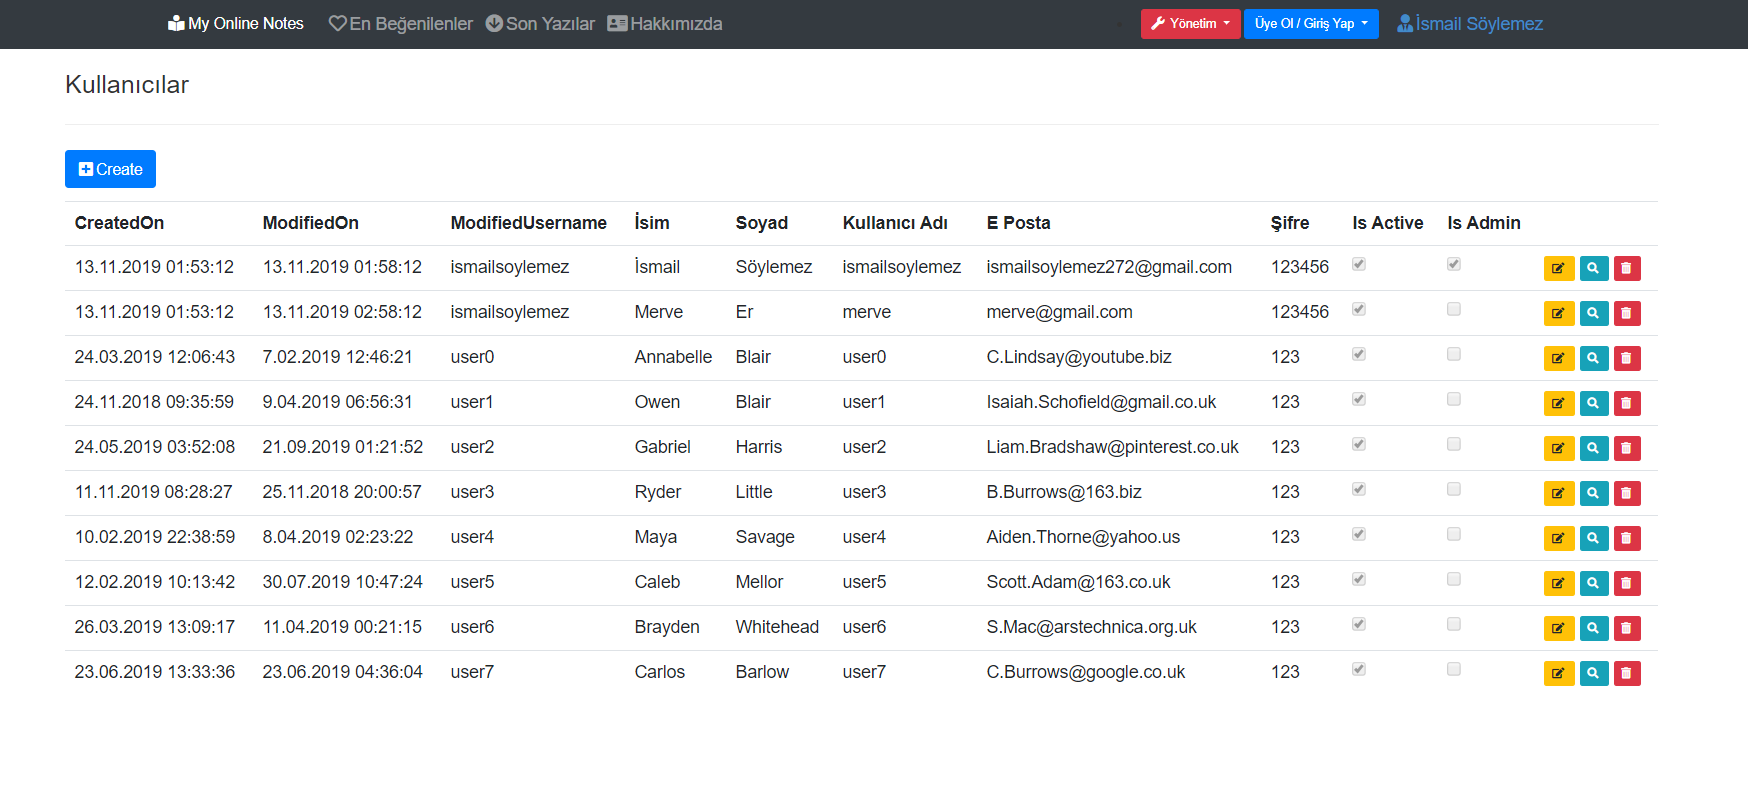 My Online Notes En Beğenilenler Son Yazılar Hakkımızda Yönetim Üye Ol / Giriş Yap İsmail Söylemez
Kullanıcılar
Create
CreatedOn ModifiedOn ModifiedUsername İsim Soyad Kullanıcı Adı E Posta Şifre Is Active Is Admin
13.11.2019 01:53:12 13.11.2019 01:58:12 ismailsoylemez İsmail Söylemez ismailsoylemez ismailsoylemez272@gmail.com 123456
13.11.2019 01:53:12 13.11.2019 02:58:12 ismailsoylemez Merve Er merve merve@gmail.com 123456
24.03.2019 12:06:43 7.02.2019 12:46:21 user0 Annabelle Blair user0 C.Lindsay@youtube.biz 123
24.11.2018 09:35:59 9.04.2019 06:56:31 user1 Owen Blair user1 Isaiah.Schofield@gmail.co.uk 123
24.05.2019 03:52:08 21.09.2019 01:21:52 user2 Gabriel Harris user2 Liam.Bradshaw@pinterest.co.uk 123
11.11.2019 08:28:27 25.11.2018 20:00:57 user3 Ryder Little user3 B.Burrows@163.biz 123
10.02.2019 22:38:59 8.04.2019 02:23:22 user4 Maya Savage user4 Aiden.Thorne@yahoo.us 123
12.02.2019 10:13:42 30.07.2019 10:47:24 user5 Caleb Mellor user5 Scott.Adam@163.co.uk 123
26.03.2019 13:09:17 11.04.2019 00:21:15 user6 Brayden Whitehead user6 S.Mac@arstechnica.org.uk 123
23.06.2019 13:33:36 23.06.2019 04:36:04 user7 Carlos Barlow user7 C.Burrows@google.co.uk 123